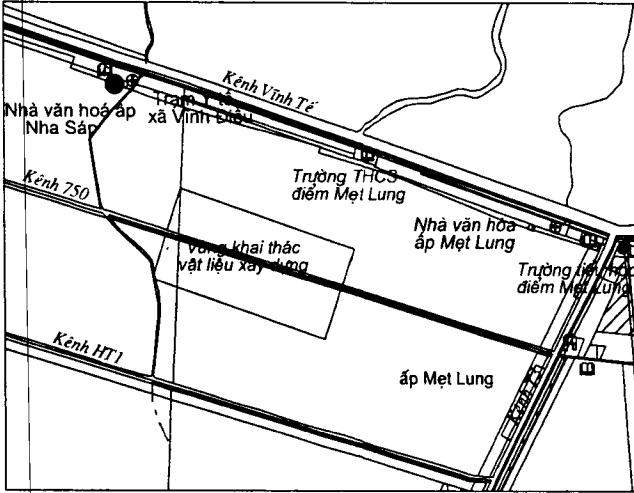 Kênh Vĩnh Tế
Nhà văn hoá ấp
Nha Sáp
Trạm Y tế
xã Vĩnh Điều
Trường THCS
điểm Mẹt Lung
Kênh 750
Nhà văn hóa
ấp Mẹt Lung
vùng khai thác
vật liệu xây dựng
Trường tiểu học
điểm Mẹt Lung
Kênh HT1
ấp Mẹt Lung